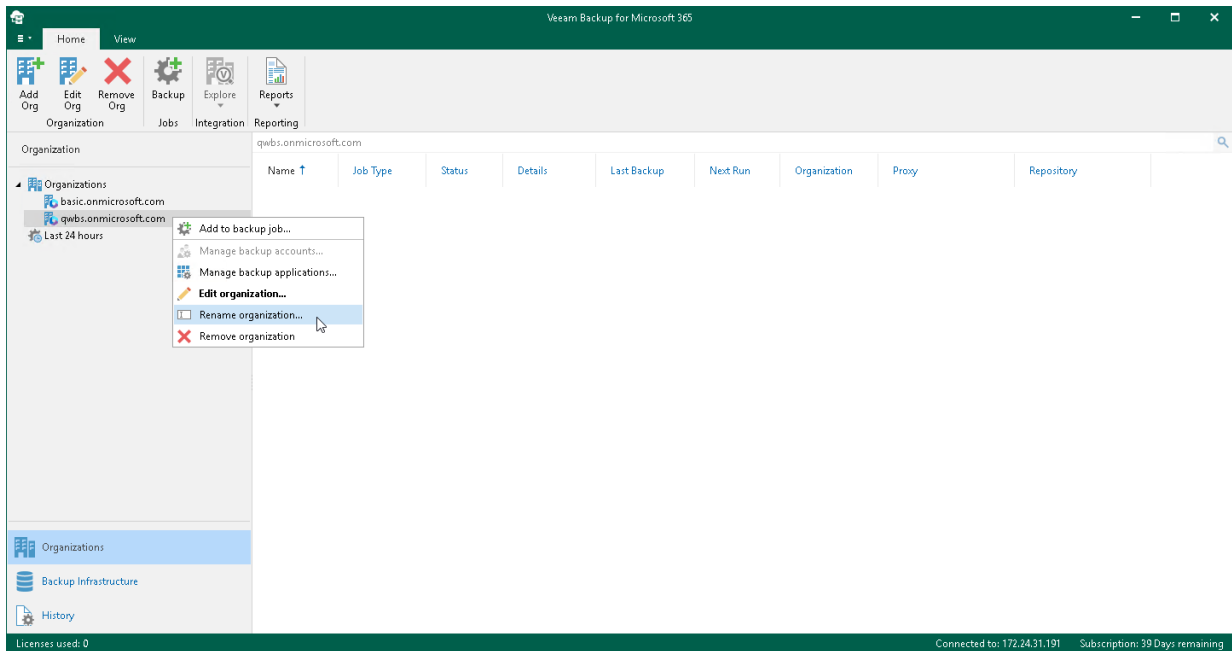 Veeam Backup for Microsoft 365
Home View
Add Org Edit Org Remove Org Backup Explore Reports
Organization Jobs Integration Reporting
Organization
qwbs.onmicrosoft.com
Name ↑ Job Type Status Details Last Backup Next Run Organization Proxy Repository
Organizations
basic.onmicrosoft.com
qwbs.onmicrosoft.com
Last 24 hours
Add to backup job...
Manage backup accounts...
Manage backup applications...
Edit organization...
Rename organization...
Remove organization
Organizations
Backup Infrastructure
History
Licenses used: 0 Connected to: 172.24.31.191 Subscription: 39 Days remaining